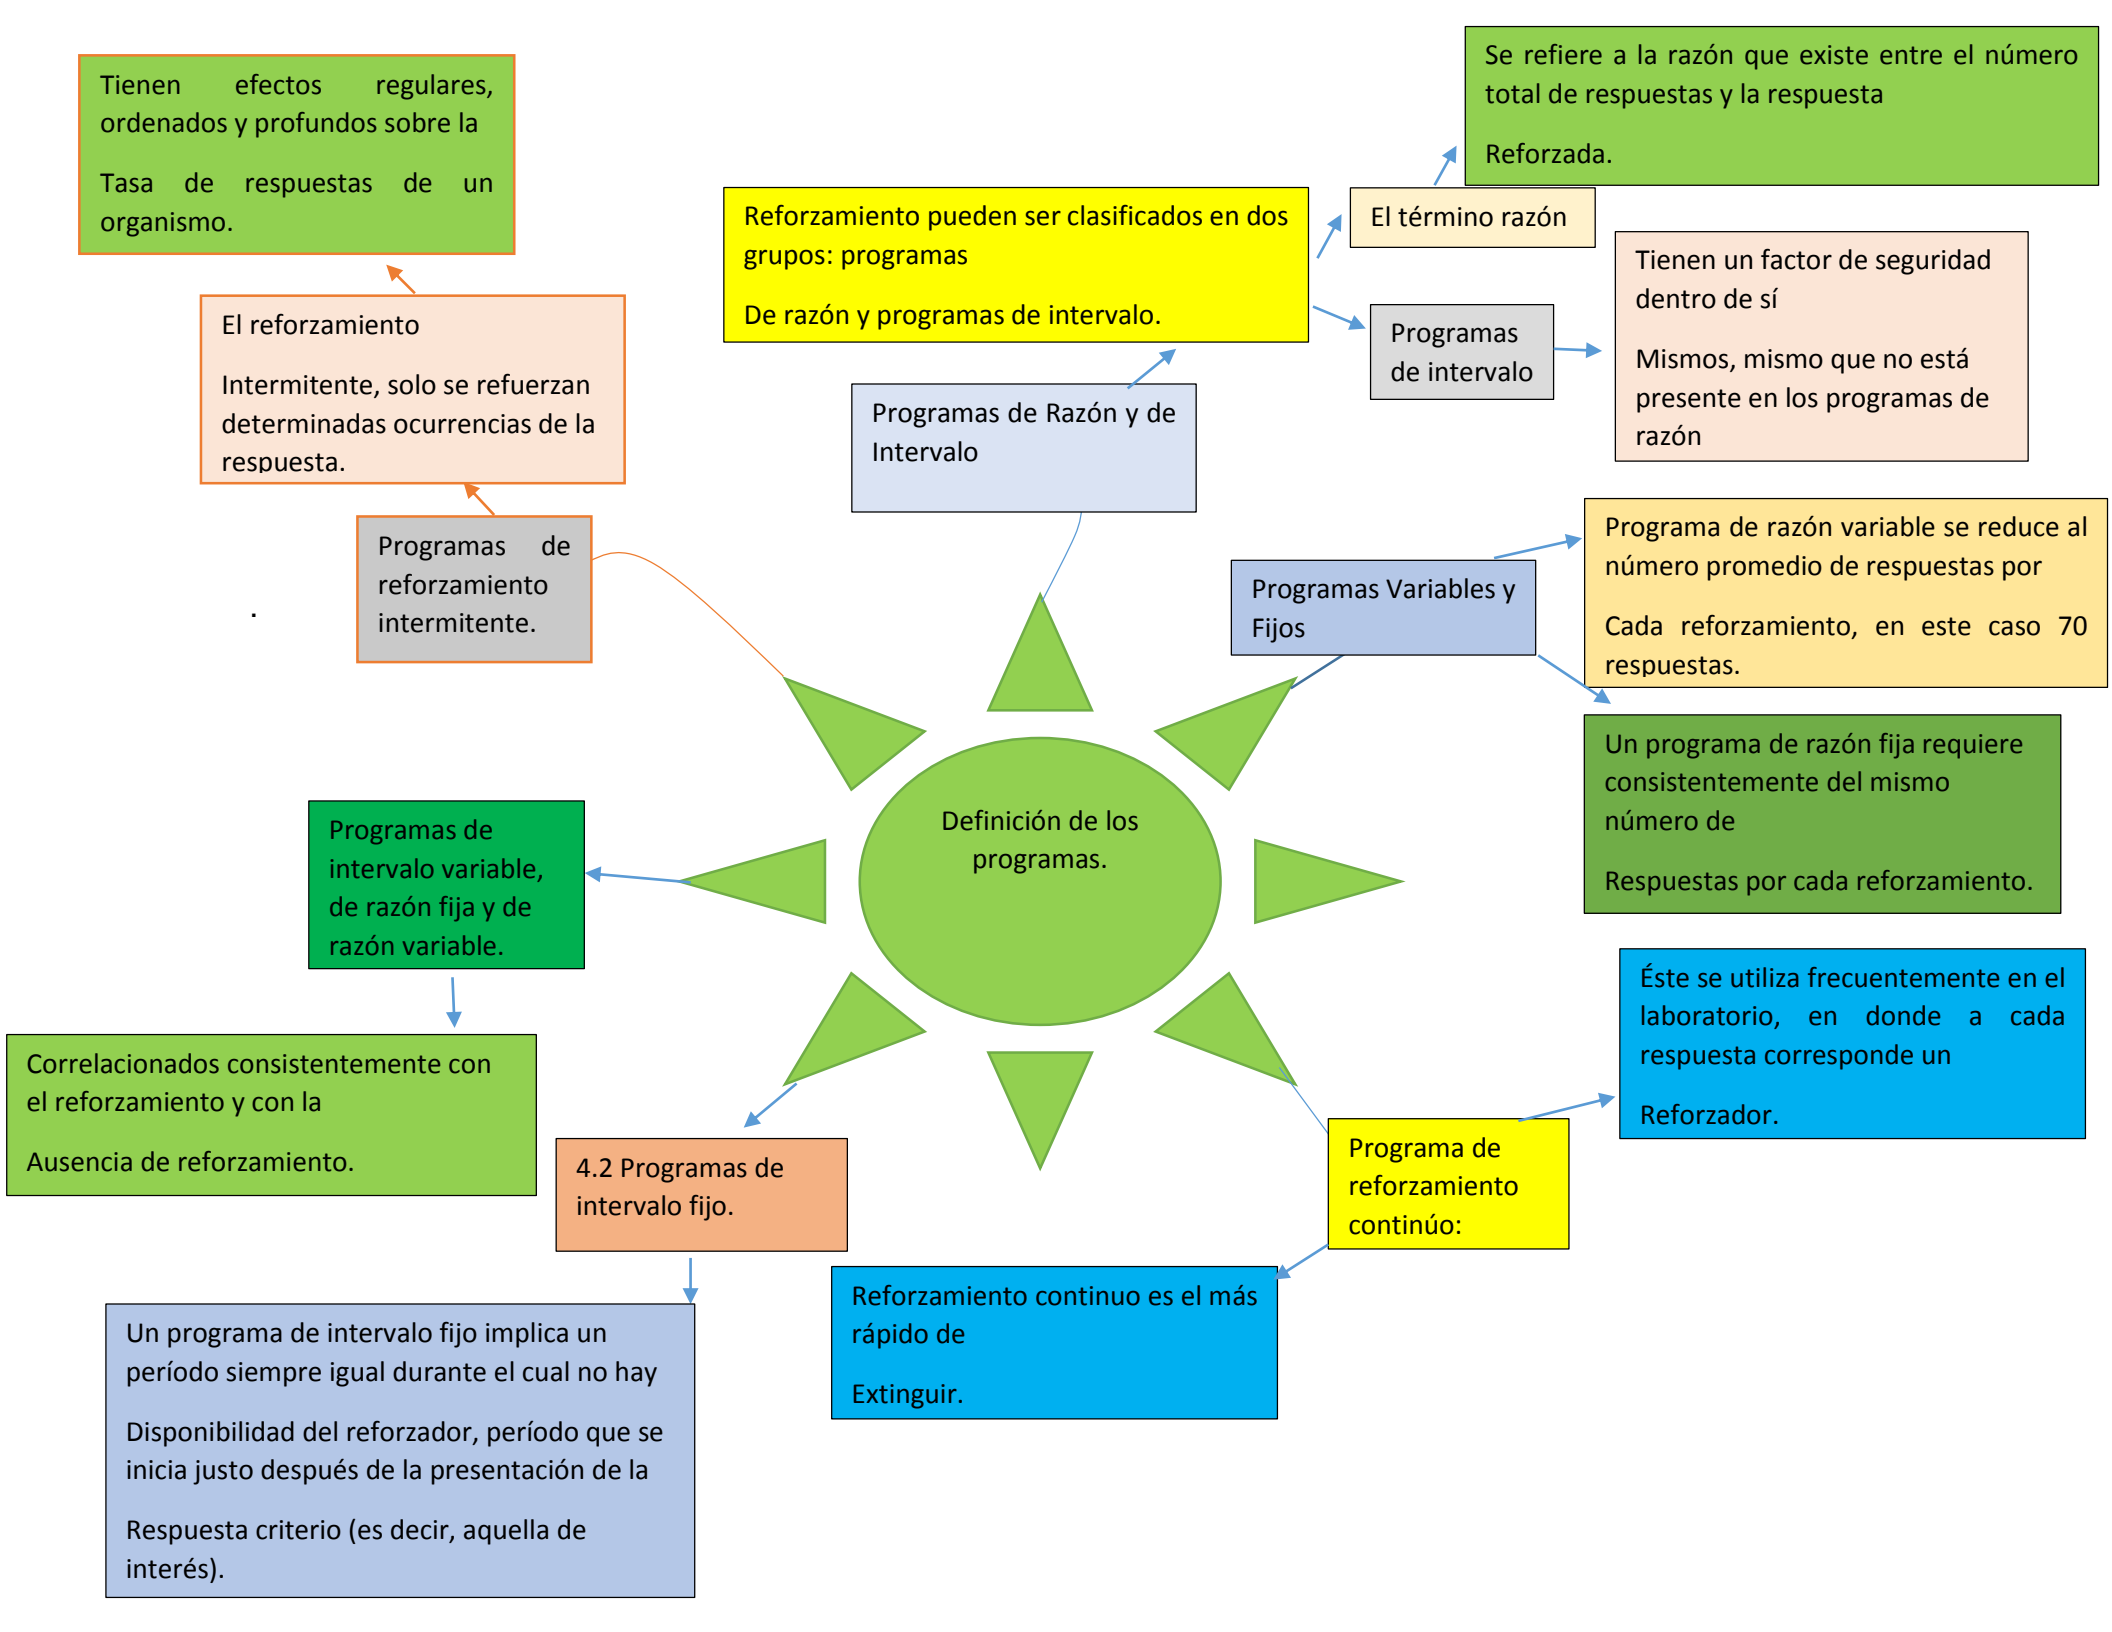 Tienen efectos regulares,
ordenados y profundos sobre la
Tasa de respuestas de un
organismo.
El reforzamiento
Intermitente, solo se refuerzan
determinadas ocurrencias de la
respuesta.
Programas de
reforzamiento
intermitente.
.
Se refiere a la razón que existe entre el número
total de respuestas y la respuesta
Reforzada.
Reforzamiento pueden ser clasificados en dos
grupos: programas
De razón y programas de intervalo.
El término razón
Tienen un factor de seguridad
dentro de sí
Mismos, mismo que no está
presente en los programas de
razón
Programas
de intervalo
Programas de Razón y de
Intervalo
Programa de razón variable se reduce al
número promedio de respuestas por
Cada reforzamiento, en este caso 70
respuestas.
Programas Variables y
Fijos
Un programa de razón fija requiere
consistentemente del mismo
número de
Respuestas por cada reforzamiento.
Definición de los
programas.
Programas de
intervalo variable,
de razón fija y de
razón variable.
Correlacionados consistentemente con
el reforzamiento y con la
Ausencia de reforzamiento.
4.2 Programas de
intervalo fijo.
Un programa de intervalo fijo implica un
período siempre igual durante el cual no hay
Disponibilidad del reforzador, período que se
inicia justo después de la presentación de la
Respuesta criterio (es decir, aquella de
interés).
Éste se utiliza frecuentemente en el
laboratorio, en donde a cada
respuesta corresponde un
Reforzador.
Programa de
reforzamiento
continúo:
Reforzamiento continuo es el más
rápido de
Extinguir.